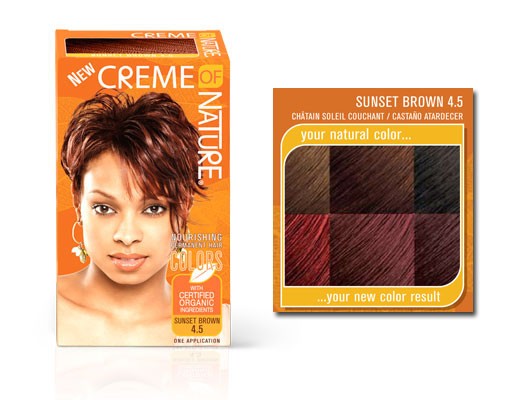 NEW
CREME OF
NATURE
NOURISHING
PERMANENT HAIR
COLORS
WITH
CERTIFIED
ORGANIC
INGREDIENTS
SUNSET BROWN
4.5
ONE APPLICATION
SUNSET BROWN 4.5
CHÂTAIN SOLEIL COUCHANT / CASTAÑO ATARDECER
your natural color...
...your new color result